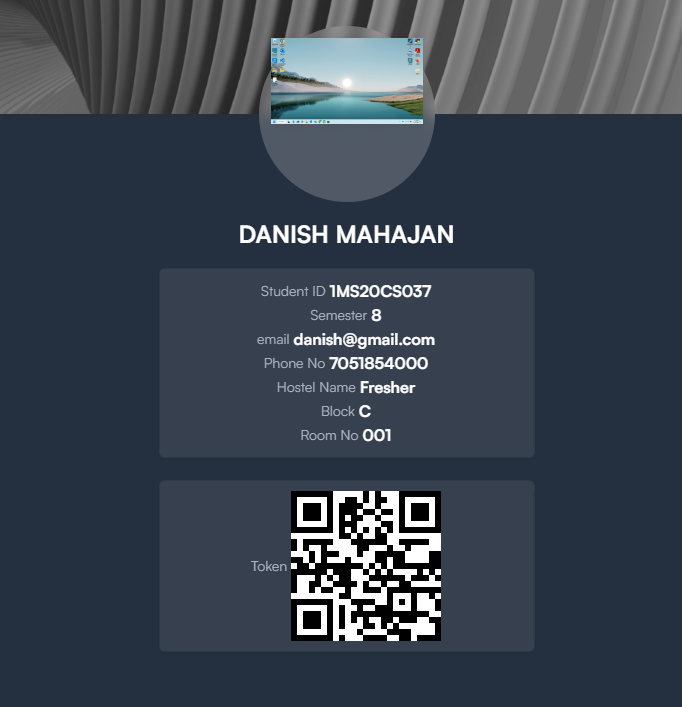 DANISH MAHAJAN
Student ID 1MS20CS037
Semester 8
email danish@gmail.com
Phone No 7051854000
Hostel Name Fresher
Block C
Room No 001
Token